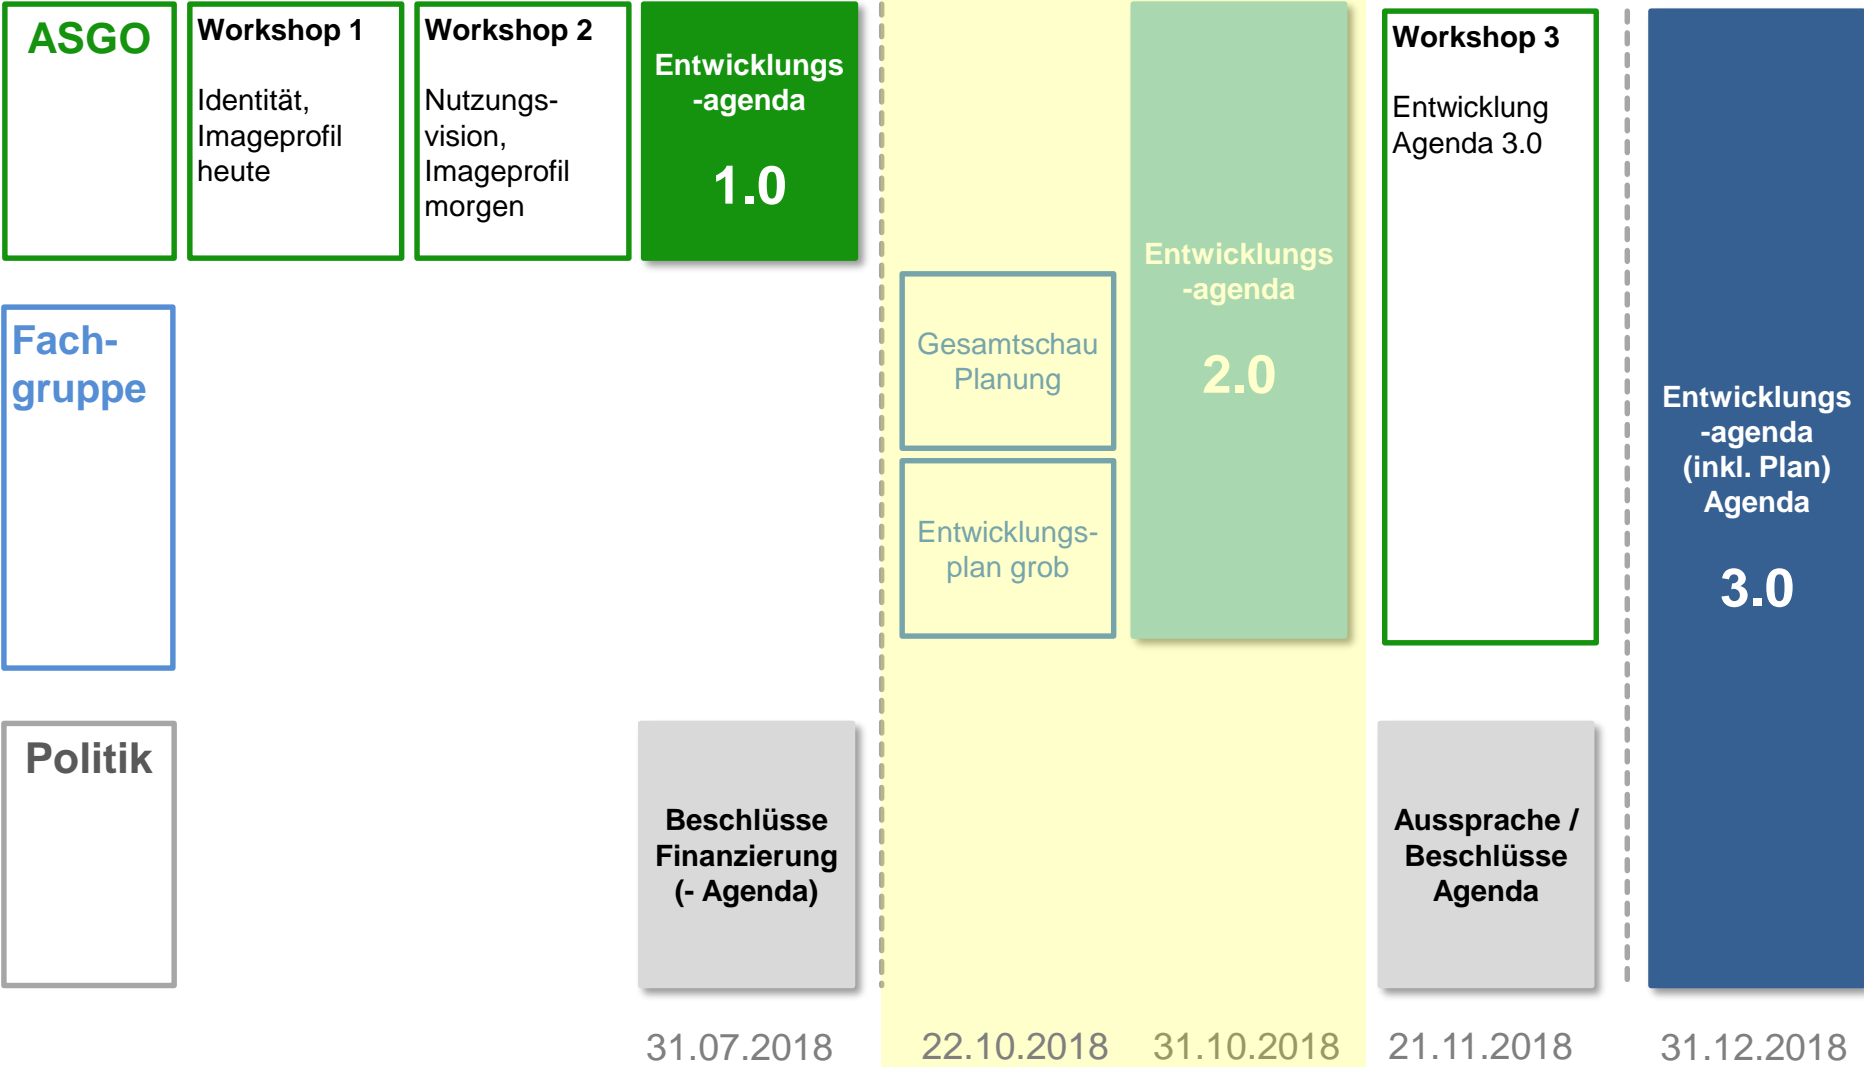 ASGO
Workshop 1
Identität,
Imageprofil
heute
Workshop 2
Nutzungs-
vision,
Imageprofil
morgen
Entwicklungs
-agenda
1.0
Entwicklungs
-agenda
2.0
Workshop 3
Entwicklung
Agenda 3.0
Entwicklungs
-agenda
(inkl. Plan)
Agenda
3.0
Fach-
gruppe
Gesamtschau
Planung
Entwicklungs-
plan grob
Politik
Beschlüsse
Finanzierung
(- Agenda)
Aussprache /
Beschlüsse
Agenda
31.07.2018
22.10.2018
31.10.2018
21.11.2018
31.12.2018